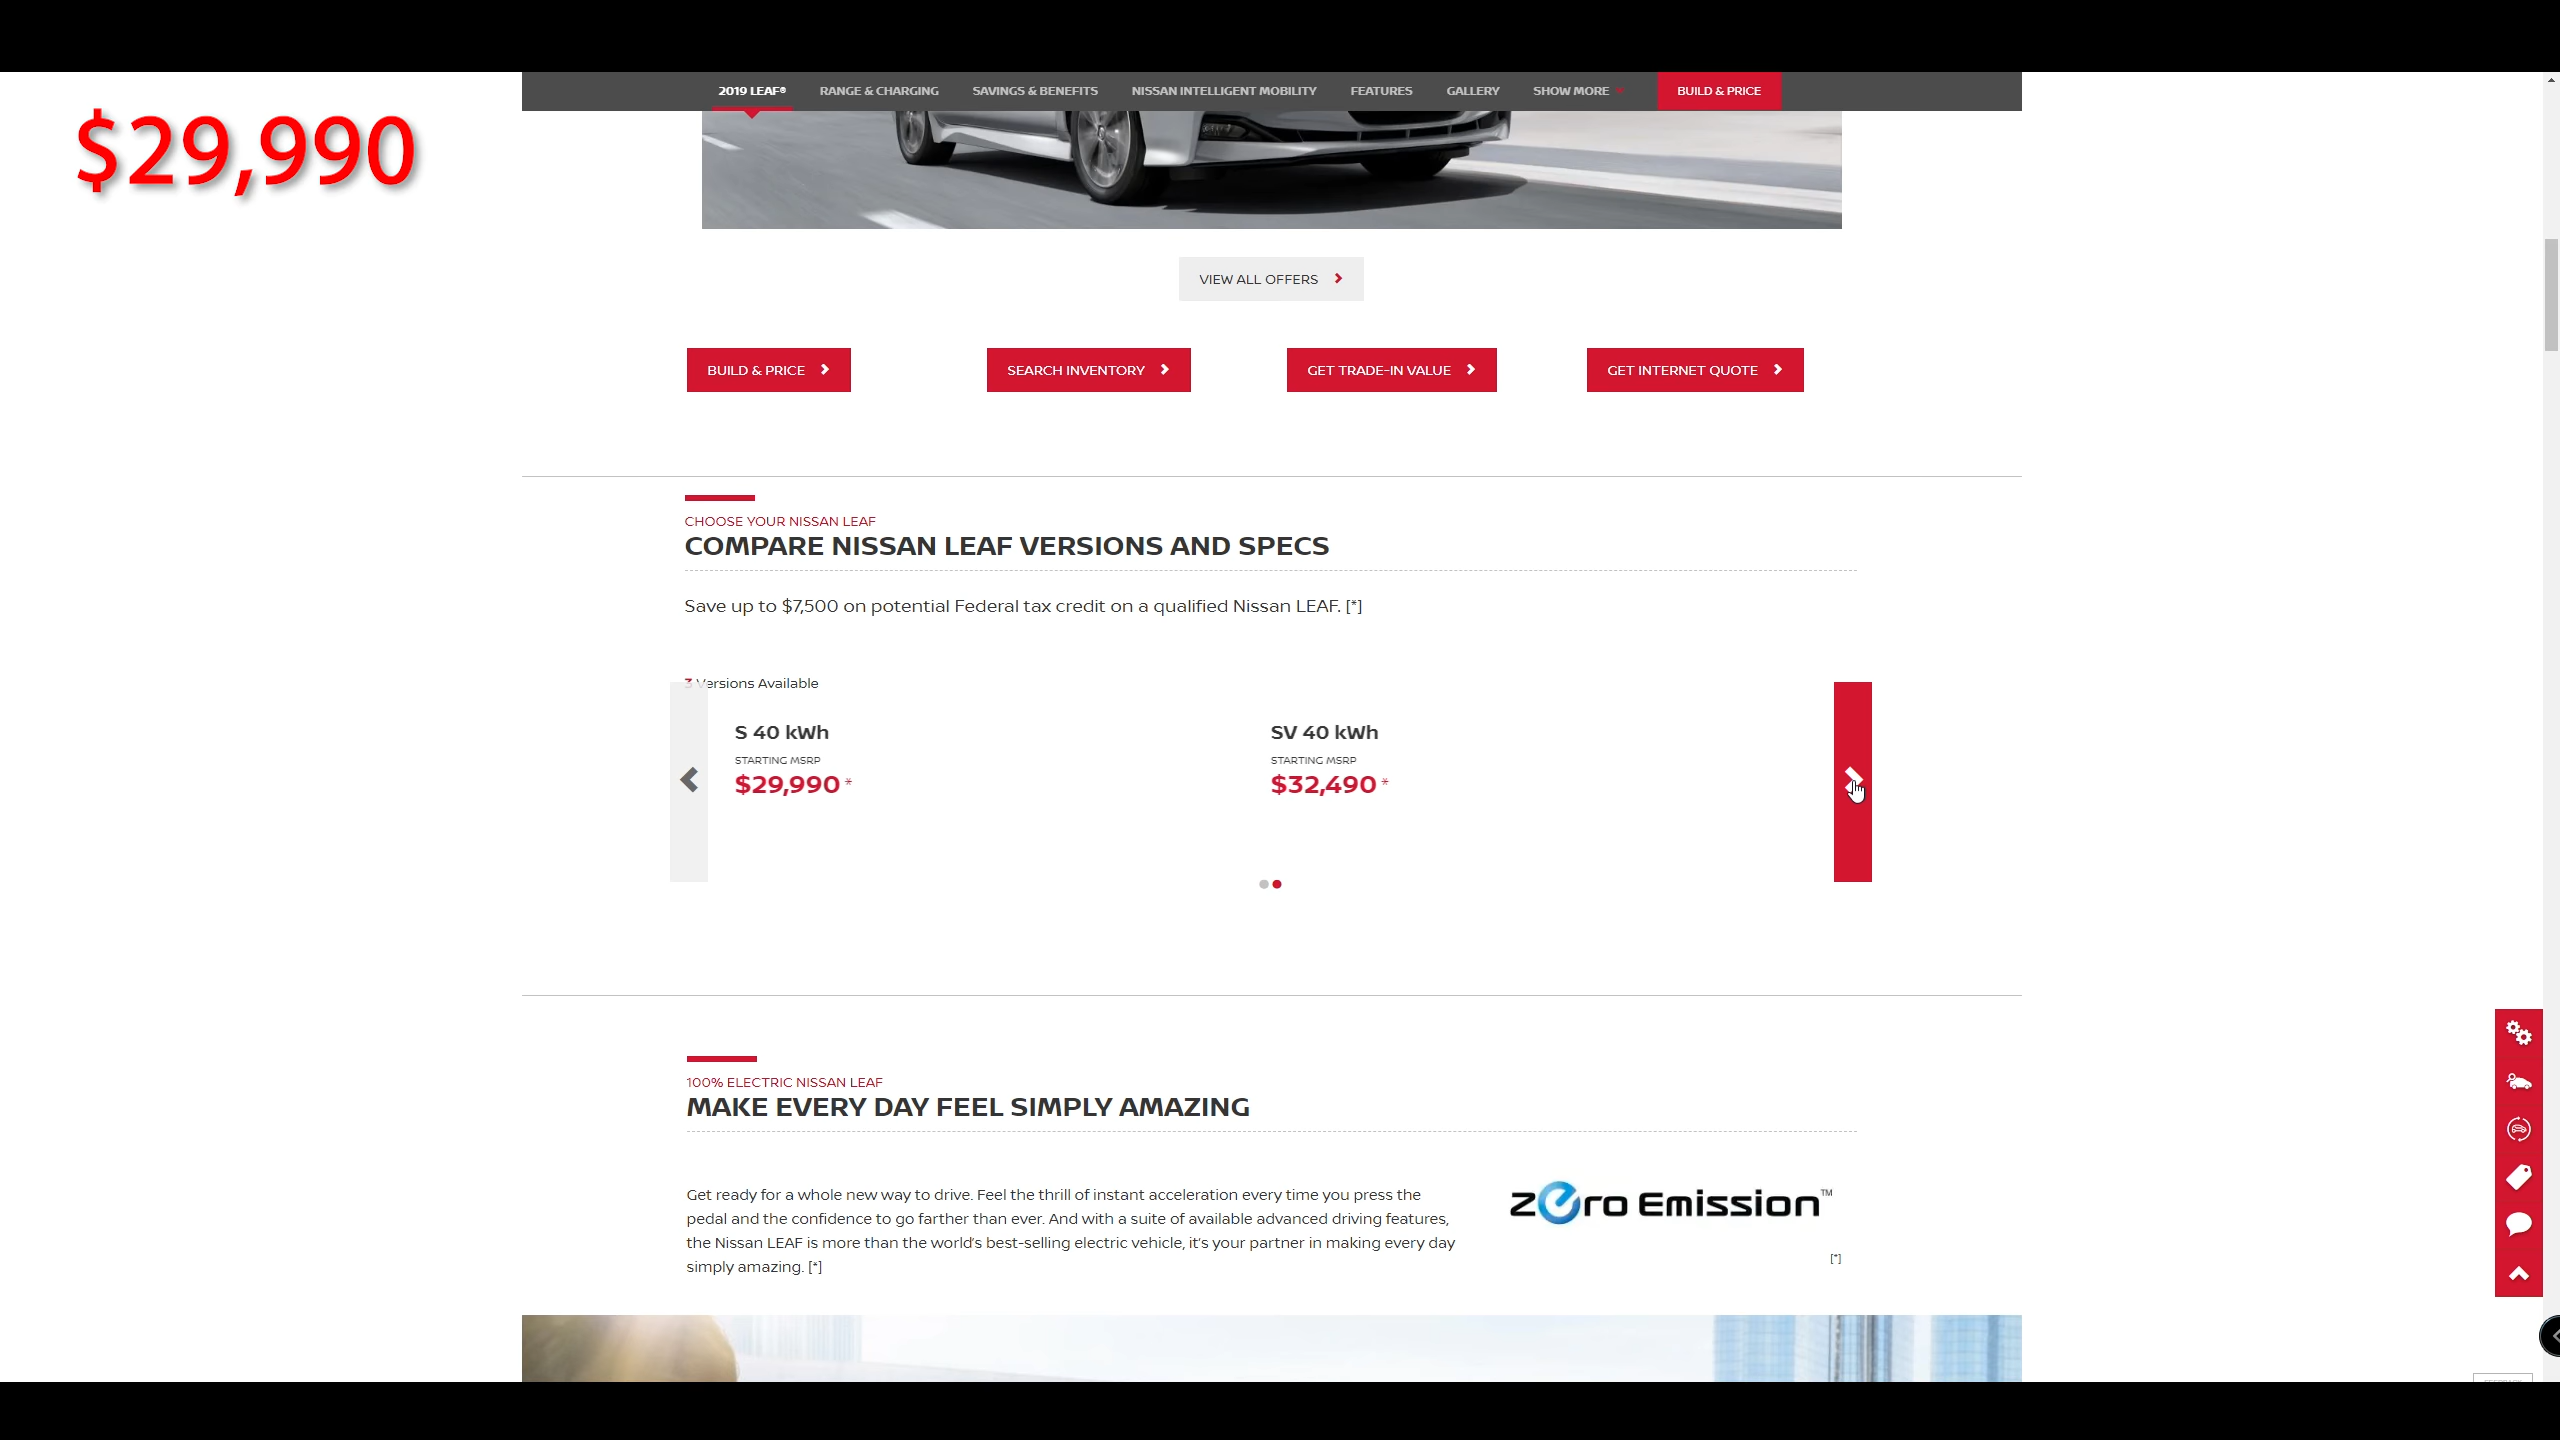 $29,990
2019 LEAF®
RANGE & CHARGING
SAVINGS & BENEFITS
NISSAN INTELLIGENT MOBILITY
FEATURES
GALLERY
SHOW MORE
BUILD & PRICE
VIEW ALL OFFERS
BUILD & PRICE
SEARCH INVENTORY
GET TRADE-IN VALUE
GET INTERNET QUOTE
CHOOSE YOUR NISSAN LEAF
COMPARE NISSAN LEAF VERSIONS AND SPECS
Save up to $7,500 on potential Federal tax credit on a qualified Nissan LEAF. [*]
3 Versions Available
S 40 kWh
STARTING MSRP
$29,990 *
SV 40 kWh
STARTING MSRP
$32,490 *
100% ELECTRIC NISSAN LEAF
MAKE EVERY DAY FEEL SIMPLY AMAZING
Get ready for a whole new way to drive. Feel the thrill of instant acceleration every time you press the
pedal and the confidence to go farther than ever. And with a suite of available advanced driving features,
the Nissan LEAF is more than the world's best-selling electric vehicle, it's your partner in making every day
simply amazing. [*]
zero Emission™
[*]